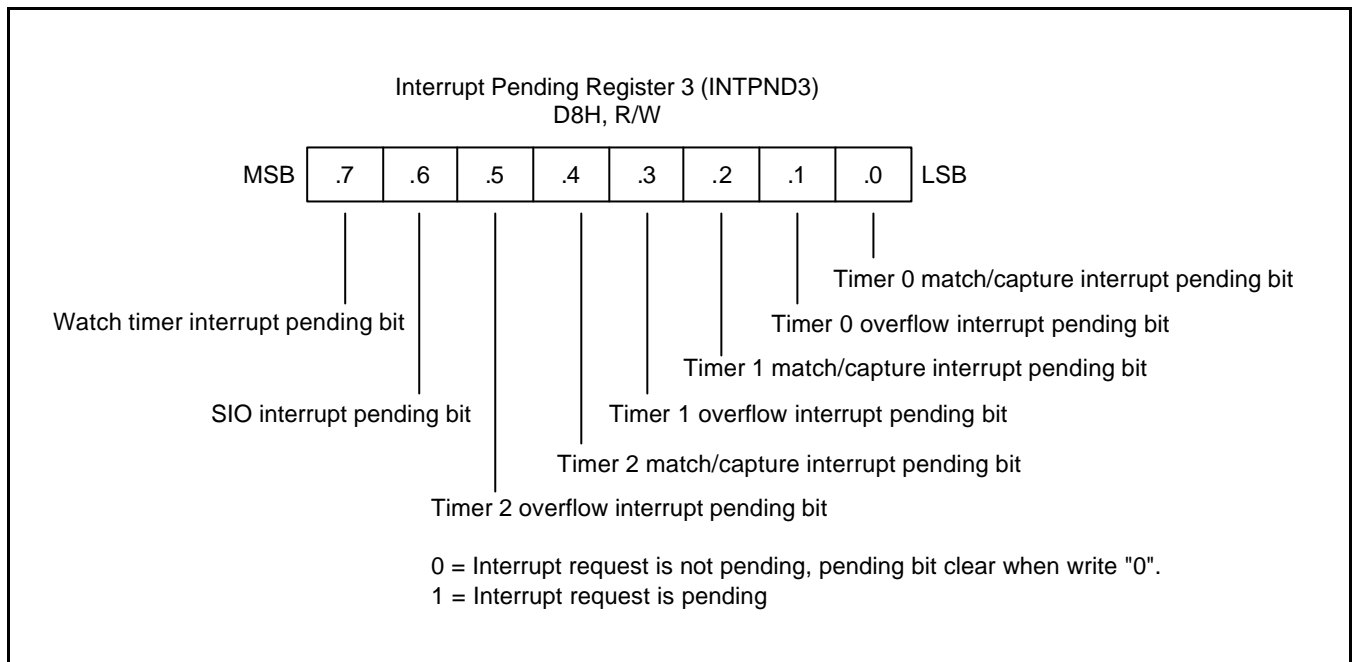 Interrupt Pending Register 3 (INTPND3)
D8H, R/W
MSB .7 .6 .5 .4 .3 .2 .1 .0 LSB
Timer 0 match/capture interrupt pending bit
Watch timer interrupt pending bit
Timer 0 overflow interrupt pending bit
Timer 1 match/capture interrupt pending bit
SIO interrupt pending bit
Timer 1 overflow interrupt pending bit
Timer 2 match/capture interrupt pending bit
Timer 2 overflow interrupt pending bit
0 = Interrupt request is not pending, pending bit clear when write "0".
1 = Interrupt request is pending